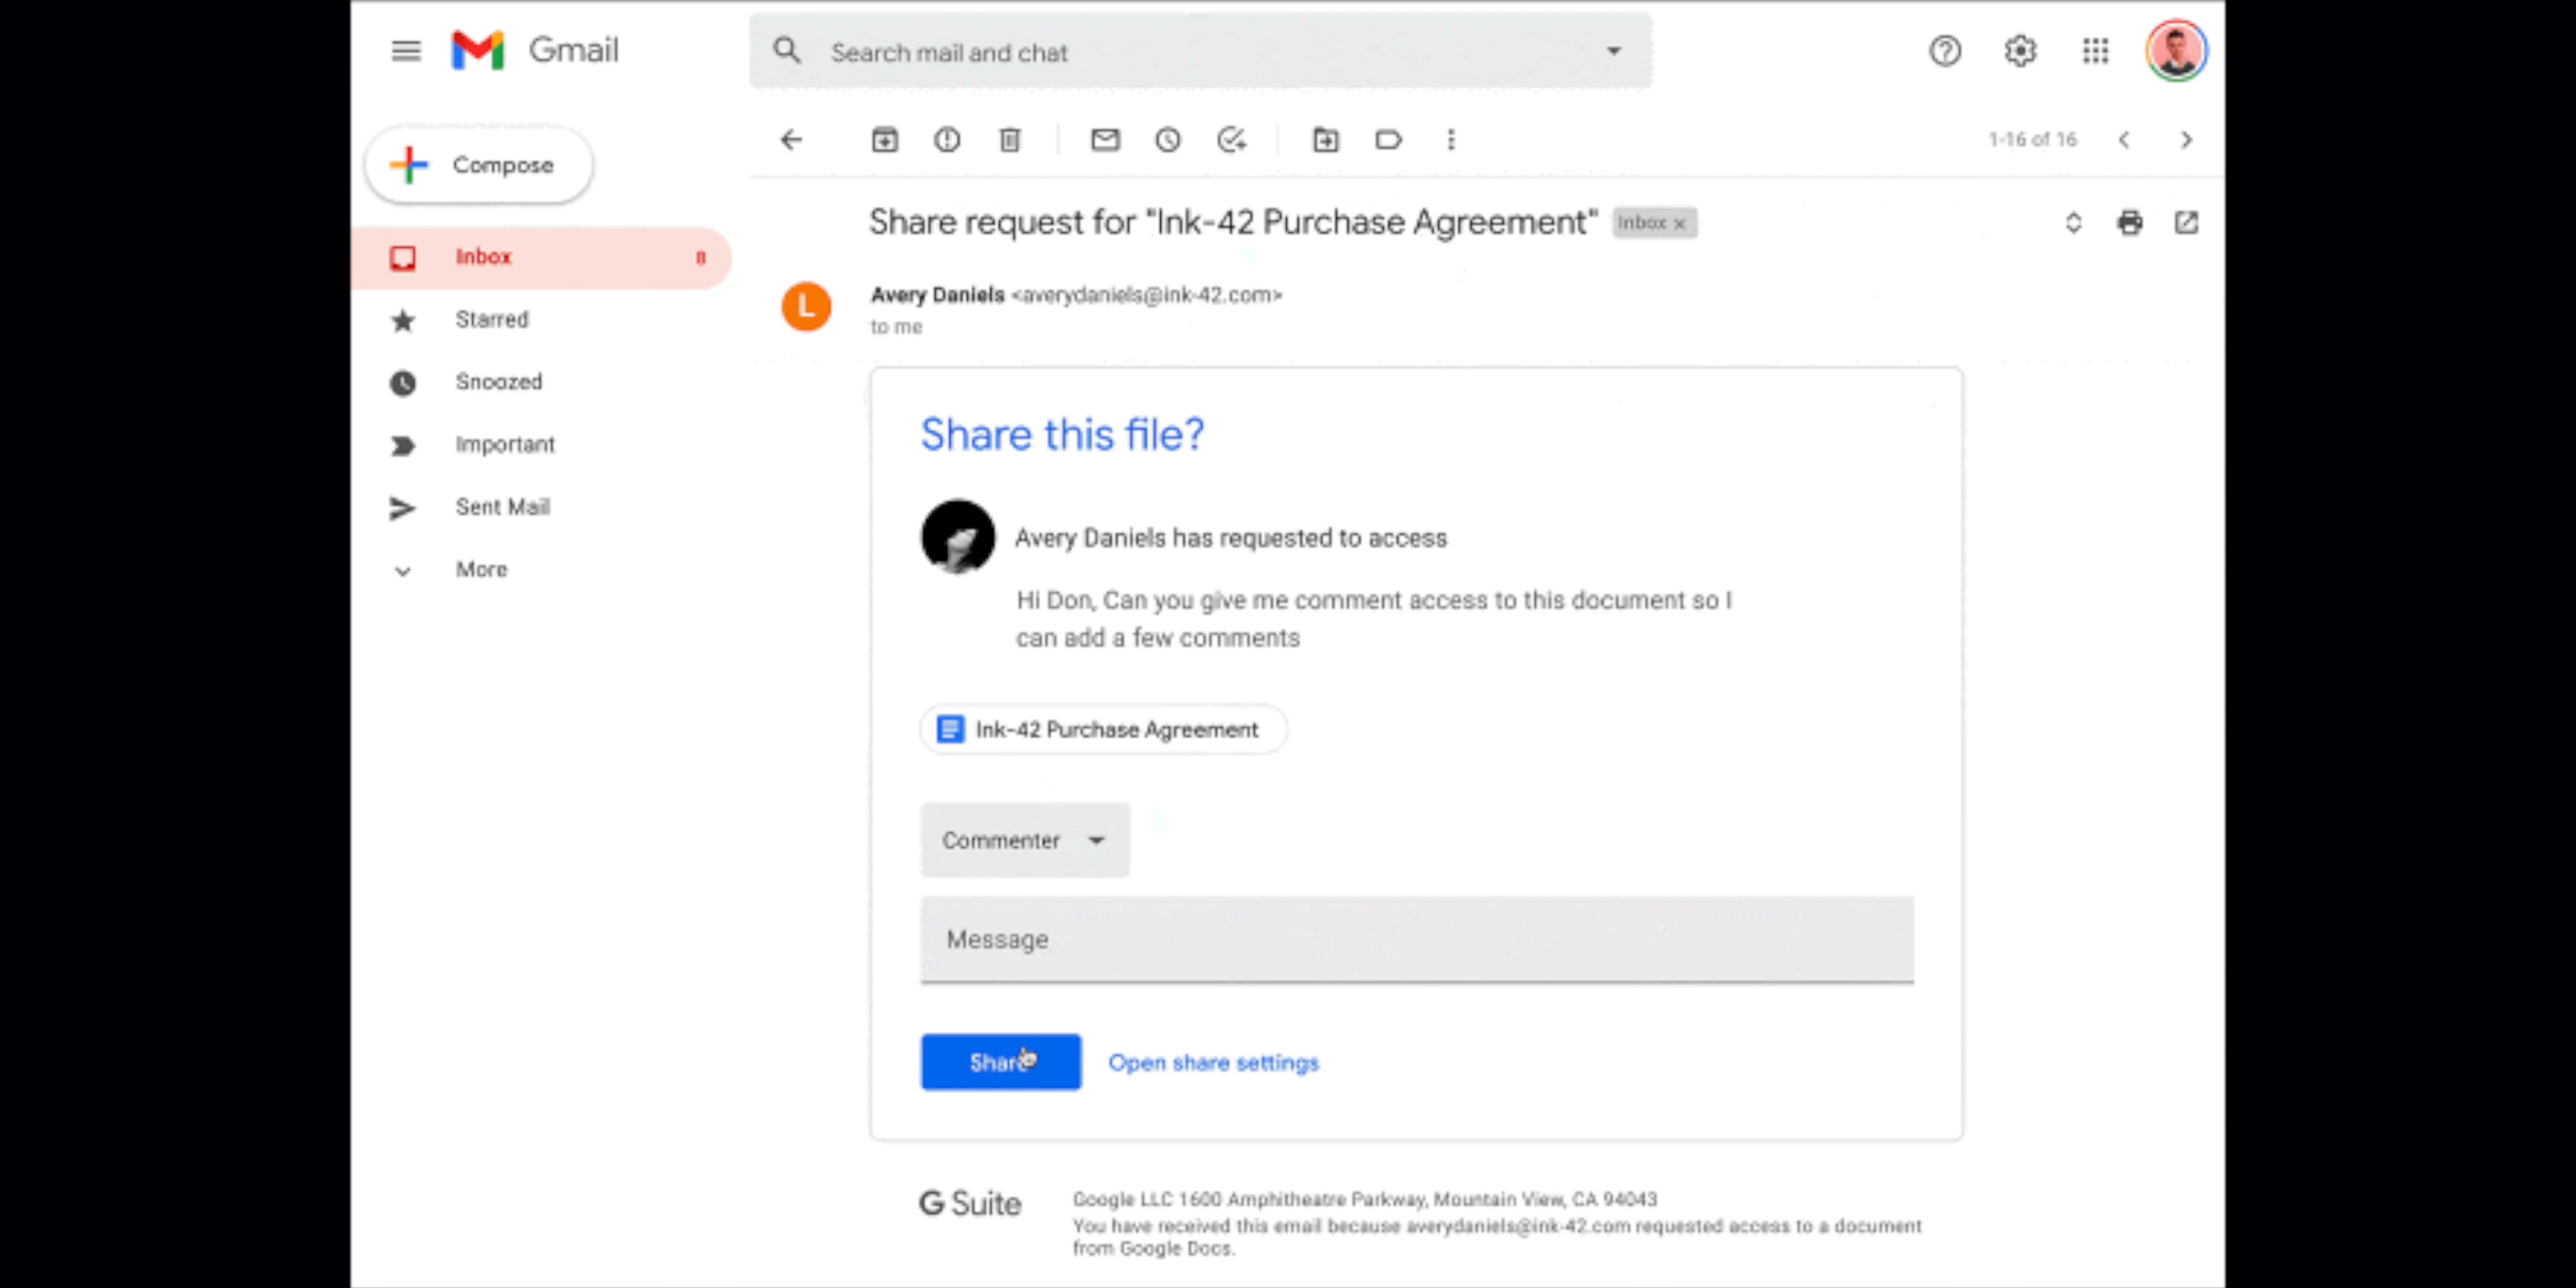 Gmail
Search mail and chat
Compose
1-16 of 16
Inbox 8
Starred
Snoozed
Important
Sent Mail
More
Share request for "Ink-42 Purchase Agreement" Inbox x
L
Avery Daniels <averydaniels@ink-42.com>
to me
Share this file?
Avery Daniels has requested to access
Hi Don, Can you give me comment access to this document so I
can add a few comments
Ink-42 Purchase Agreement
Commenter
Message
Share
Open share settings
G Suite
Google LLC 1600 Amphitheatre Parkway, Mountain View, CA 94043
You have received this email because averydaniels@ink-42.com requested access to a document
from Google Docs.